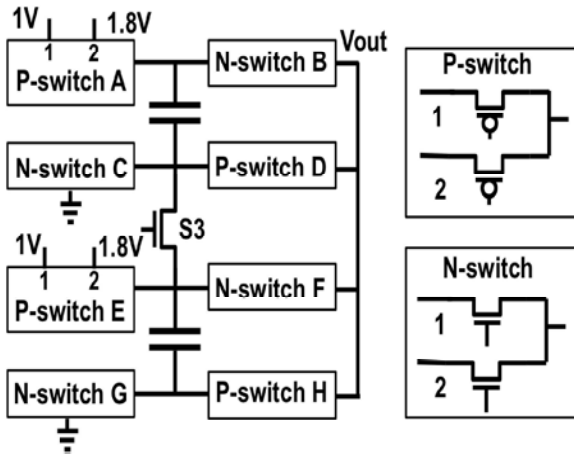 1V 1.8V
1 2
P-switch A
N-switch B
Vout
N-switch C
P-switch D
S3
1V 1.8V
1 2
P-switch E
N-switch F
N-switch G
P-switch H
P-switch
1
2
N-switch
1
2